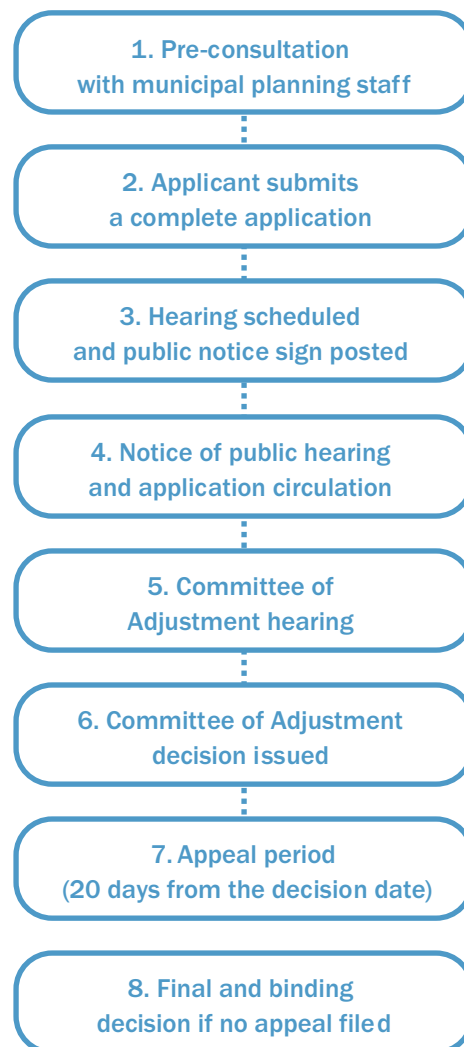 1. Pre-consultation
with municipal planning staff
2. Applicant submits
a complete application
3. Hearing scheduled
and public notice sign posted
4. Notice of public hearing
and application circulation
5. Committee of
Adjustment hearing
6. Committee of Adjustment
decision issued
7. Appeal period
(20 days from the decision date)
8. Final and binding
decision if no appeal filed